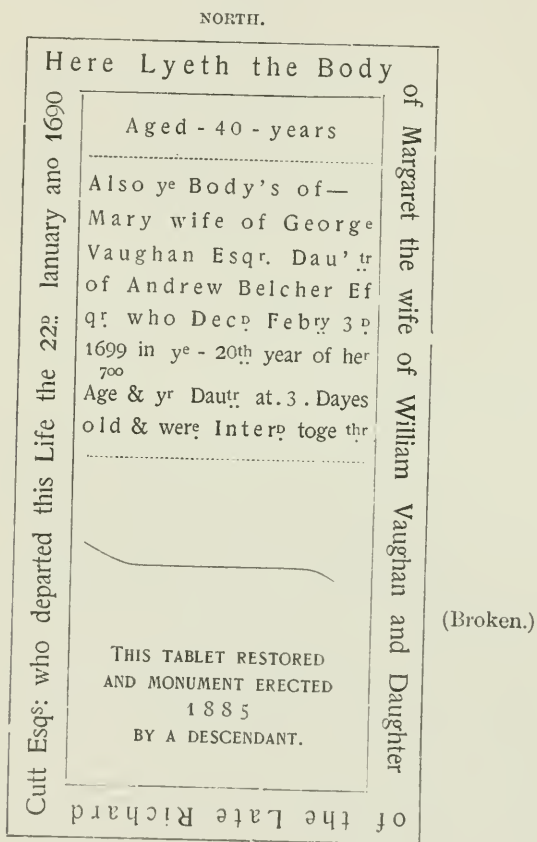 NORTH.
Here Lyeth the Body
of Margaret the wife of William Vaughan and Daughter
of the Late Richard
Cutt Esqs: who departed this Life the 22D. Ianuary ano 1690
Aged - 40 - years
Also ye Body's of—
Mary wife of George
Vaughan Esqr. Dau'tr
of Andrew Belcher Ef
qr who DecD Febry 3 D
1699 in ye - 20th year of her
700
Age & yr Dautr at. 3 . Dayes
old & were InterD toge thr
(Broken.)
THIS TABLET RESTORED
AND MONUMENT ERECTED
1885
BY A DESCENDANT.